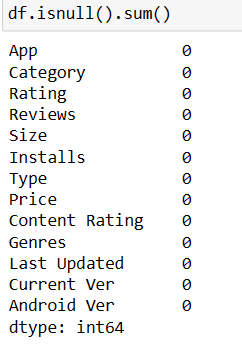 df.isnull().sum()
App 0
Category 0
Rating 0
Reviews 0
Size 0
Installs 0
Type 0
Price 0
Content Rating 0
Genres 0
Last Updated 0
Current Ver 0
Android Ver 0
dtype: int64